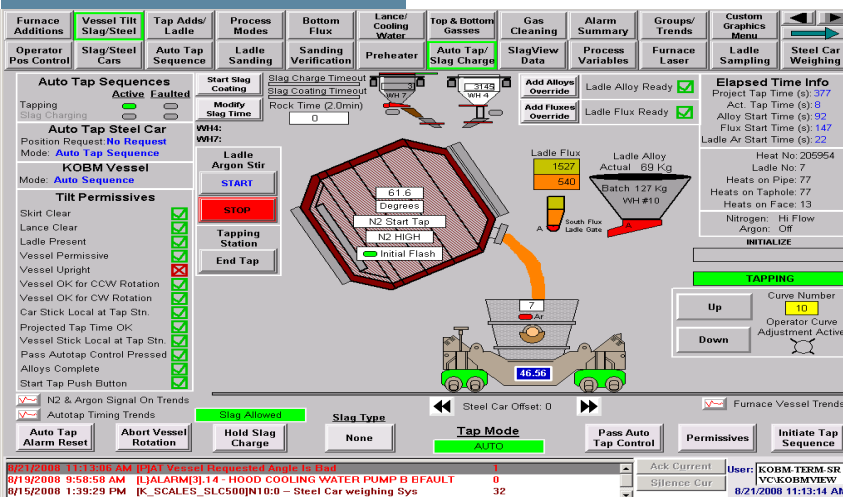 Furnace Additions
Vessel Tilt Slag/Steel
Tap Adds/ Ladle
Process Modes
Bottom Flux
Lance/ Cooling Water
Top & Bottom Gasses
Gas Cleaning
Alarm Summary
Groups/ Trends
Custom Graphics Menu
Operator Pos Control
Slag/Steel Cars
Auto Tap Sequence
Ladle Sanding
Sanding Verification
Preheater
Auto Tap/ Slag Charge
SlagView Data
Process Variables
Furnace Laser
Ladle Sampling
Steel Car Weighing
Auto Tap Sequences
Active Faulted
Tapping
Slag Charging
Auto Tap Steel Car
Position Request: No Request
Mode: Auto Tap Sequence
KOBM Vessel
Mode: Auto Sequence
Tilt Permissives
Skirt Clear
Lance Clear
Ladle Present
Vessel Permissive
Vessel Upright
Vessel OK for CCW Rotation
Vessel OK for CW Rotation
Car Stick Local at Tap Stn.
Projected Tap Time OK
Vessel Stick Local at Tap Stn.
Pass Autotap Control Pressed
Alloys Complete
Start Tap Push Button
N2 & Argon Signal On Trends
Autotap Timing Trends
Start Slag Coating
Modify Slag Time
Slag Charge Timeout
Slag Coating Timeout
Rock Time (2.0min)
0
WH4:
WH7:
Ladle Argon Stir
START
STOP
Tapping Station
End Tap
3
WH 7
3145
WH 4
Add Alloys Override
Ladle Alloy Ready
Add Fluxes Override
Ladle Flux Ready
61.6
Degrees
N2 Start Tap
N2 HIGH
Initial Flash
Ladle Flux
1527
540
A
South Flux Ladle Gate
Ladle Alloy
Actual 69 Kg
Batch 127 Kg
WH #10
A
7
Ar
46.56
Steel Car Offset: 0
Elapsed Time Info
Project Tap Time (s): 377
Act. Tap Time (s): 8
Alloy Start Time (s): 92
Flux Start Time (s): 147
Ladle Ar Start Time (s): 22
Heat No: 205954
Ladle No: 7
Heats on Pipe: 77
Heats on Taphole: 77
Heats on Face: 13
Nitrogen: Hi Flow
Argon: Off
INITIALIZE
TAPPING
Up
Down
Curve Number
10
Operator Curve
Adjustment Active
Furnace Vessel Trends
Slag Allowed
Slag Type
Tap Mode
AUTO
Auto Tap Alarm Reset
Abort Vessel Rotation
Hold Slag Charge
None
Pass Auto Tap Control
Permissives
Initiate Tap Sequence
8/21/2008 11:13:06 AM [P]AT Vessel Requested Angle Is Bad 1
8/19/2008 9:58:58 AM [L]ALARM[3].14 - HOOD COOLING WATER PUMP B BFAULT 0
8/15/2008 1:39:29 PM [K_SCALES_SLC500]N10:0 -- Steel Car weighing Sys 32
Ack Current
Silence Cur
User: KOBM-TERM-SR
VC\KOBMVIEW
8/21/2008 11:13:14 AM